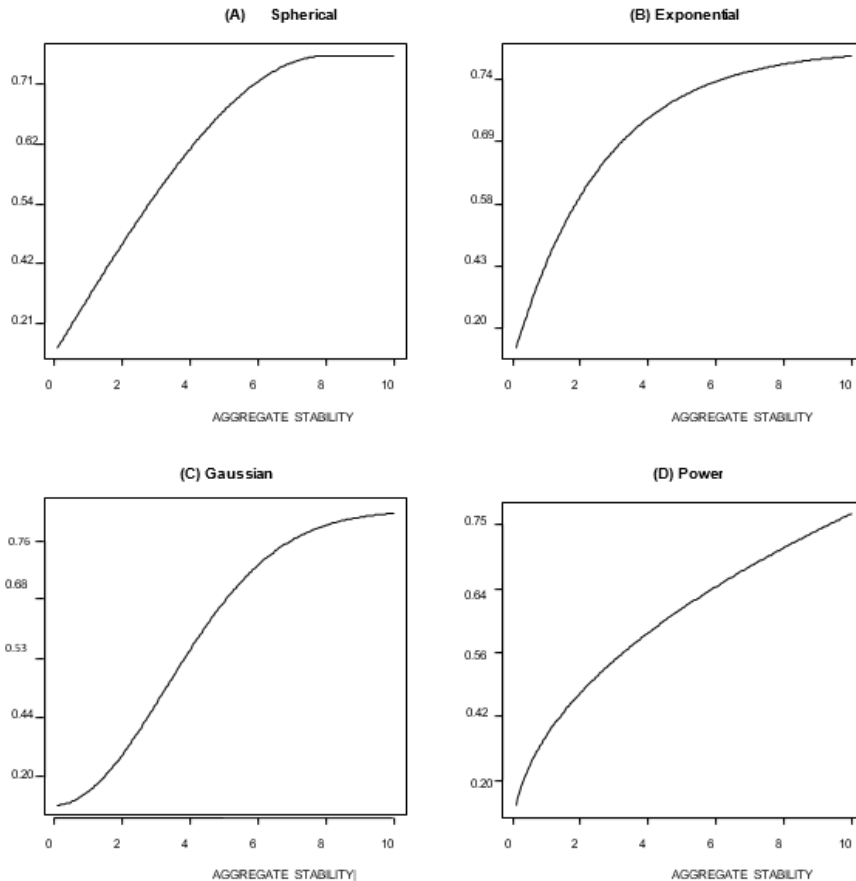 (A) Spherical
0.71
0.62
0.54
0.42
0.21
0 2 4 6 8 10
AGGREGATE STABILITY
(B) Exponential
0.74
0.69
0.58
0.43
0.20
0 2 4 6 8 10
AGGREGATE STABILITY
(C) Gaussian
0.76
0.68
0.53
0.44
0.20
0 2 4 6 8 10
AGGREGATE STABILITY
(D) Power
0.75
0.64
0.56
0.42
0.20
0 2 4 6 8 10
AGGREGATE STABILITY